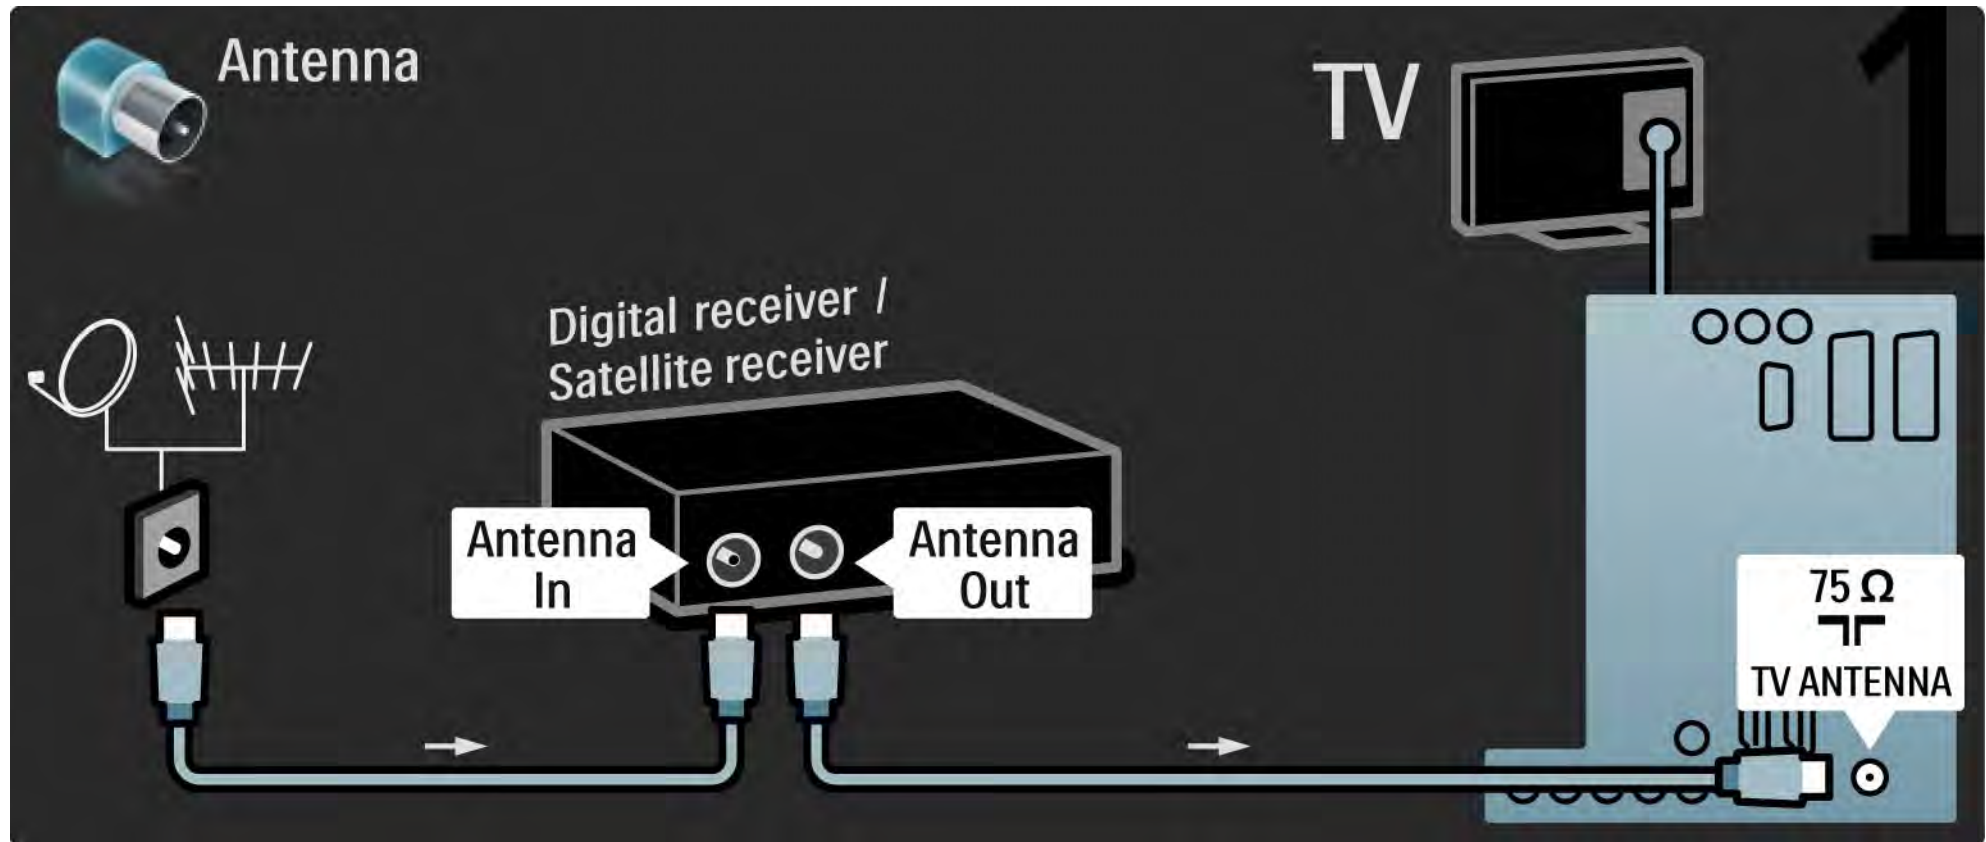 Antenna
TV
1
Digital receiver /
Satellite receiver
Antenna
In
Antenna
Out
75 Ω
TV ANTENNA